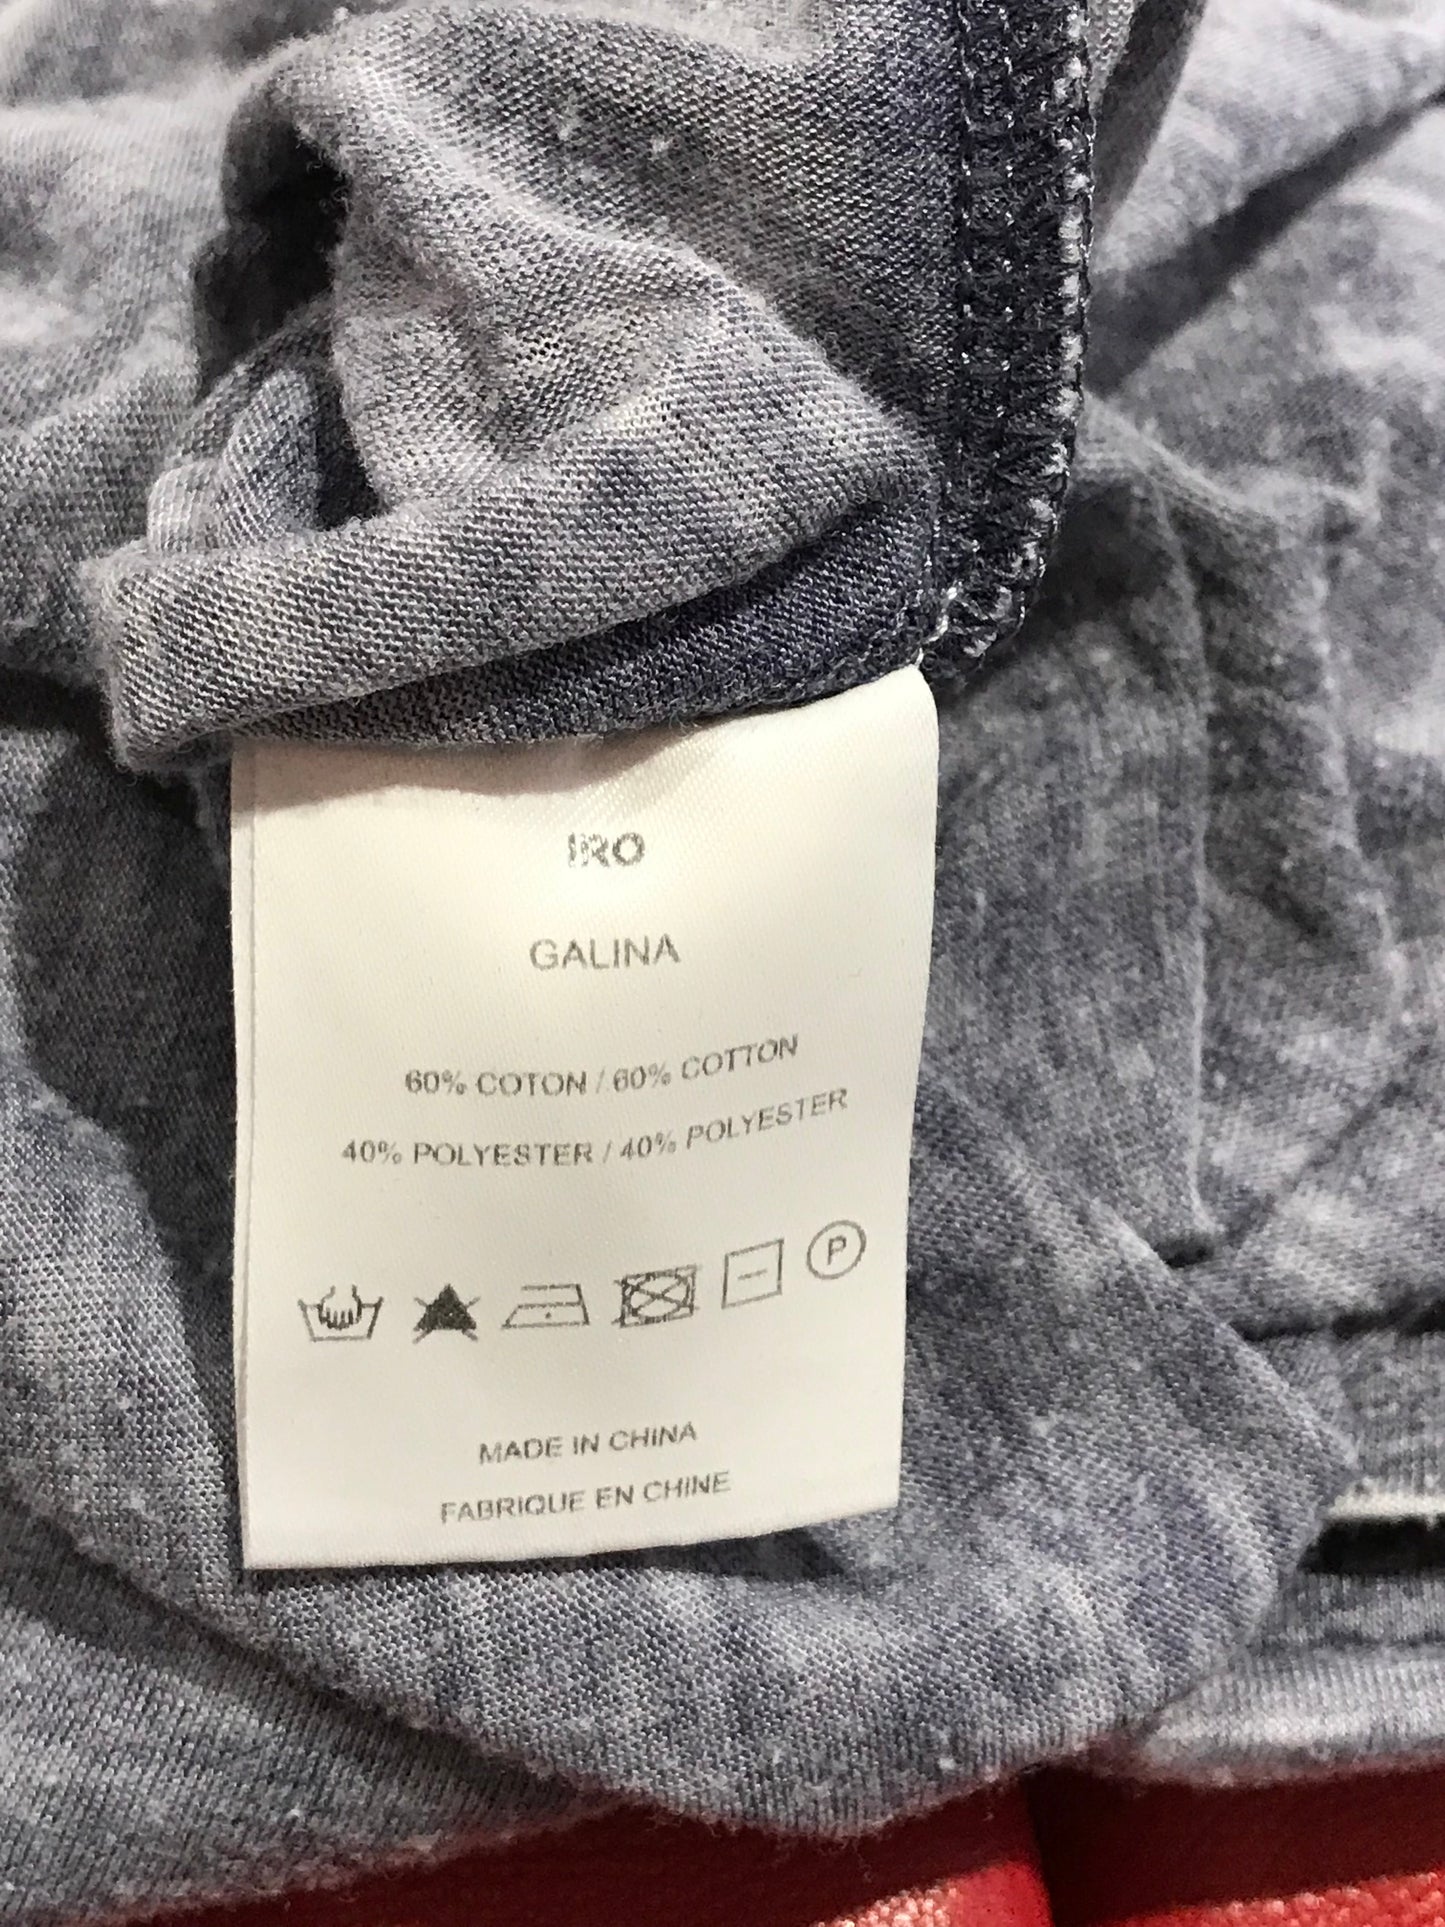 IRO
GALINA
60% COTON / 60% COTTON
40% POLYESTER / 40% POLYESTER
P
MADE IN CHINA
FABRIQUE EN CHINE